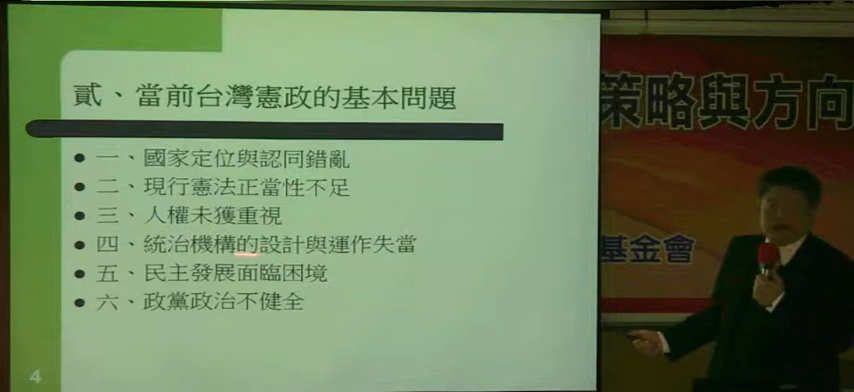 貳、當前台灣憲政的基本問題
一、國家定位與認同錯亂
二、現行憲法正當性不足
三、人權未獲重視
四、統治機構的設計與運作失當
五、民主發展面臨困境
六、政黨政治不健全
4
策略與方向
基金會